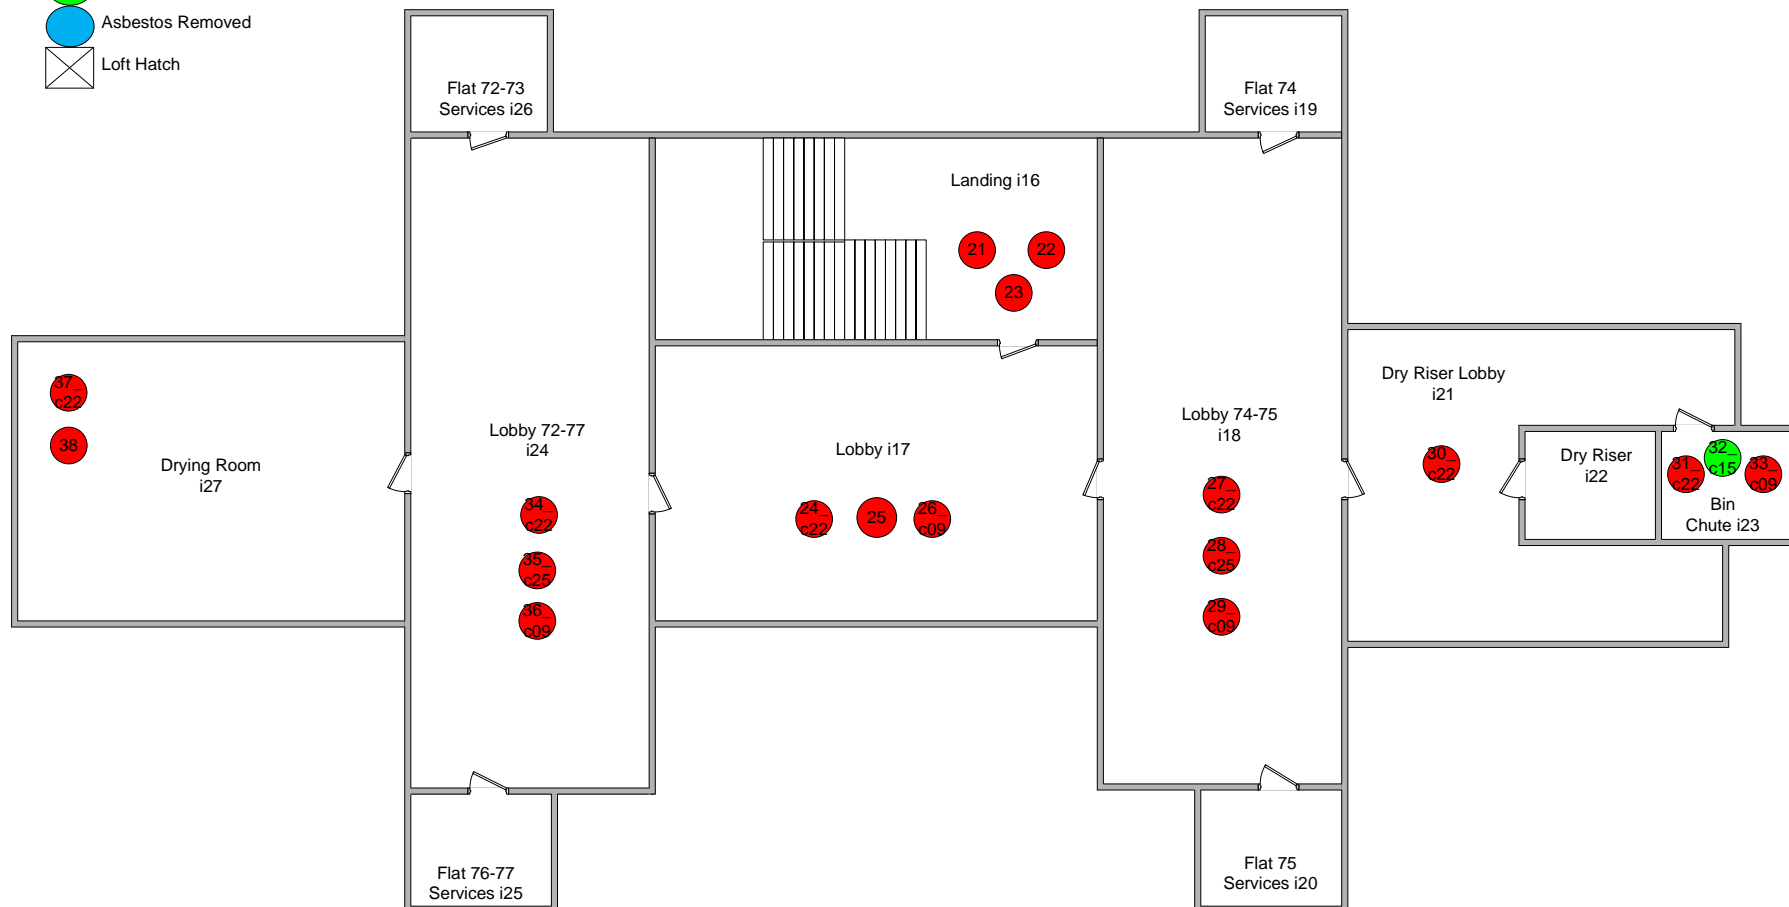 Asbestos Removed
Loft Hatch
Flat 72-73
Services i26
Flat 74
Services i19
Landing i16
21
22
23
Dry Riser Lobby
i21
37_
c22
38
Drying Room
i27
Lobby 72-77
i24
34_
c22
35_
c25
36_
c09
Lobby i17
24_
c22
25
26_
c09
Lobby 74-75
i18
27_
c22
28_
c25
29_
c09
30_
c22
Dry Riser
i22
31_
c22
32_
c15
33_
c09
Bin
Chute i23
Flat 76-77
Services i25
Flat 75
Services i20